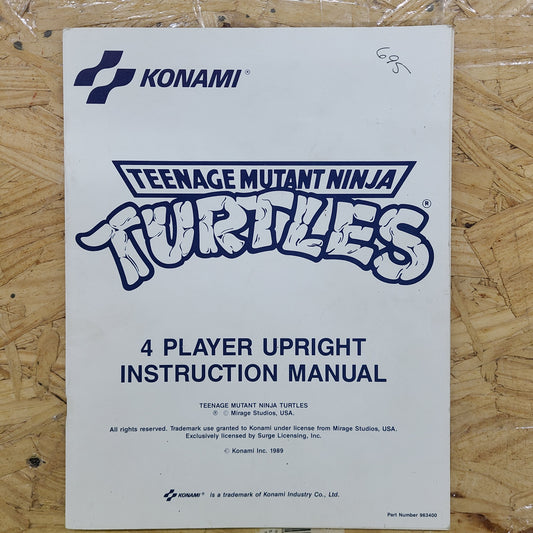 695
KONAMI®
TEENAGE MUTANT NINJA
TURTLES®
4 PLAYER UPRIGHT
INSTRUCTION MANUAL
TEENAGE MUTANT NINJA TURTLES
® © Mirage Studios, USA.
All rights reserved. Trademark use granted to Konami under license from Mirage Studios, USA.
Exclusively licensed by Surge Licensing, Inc.
© Konami Inc. 1989
KONAMI® is a trademark of Konami Industry Co., Ltd.
Part Number 983400